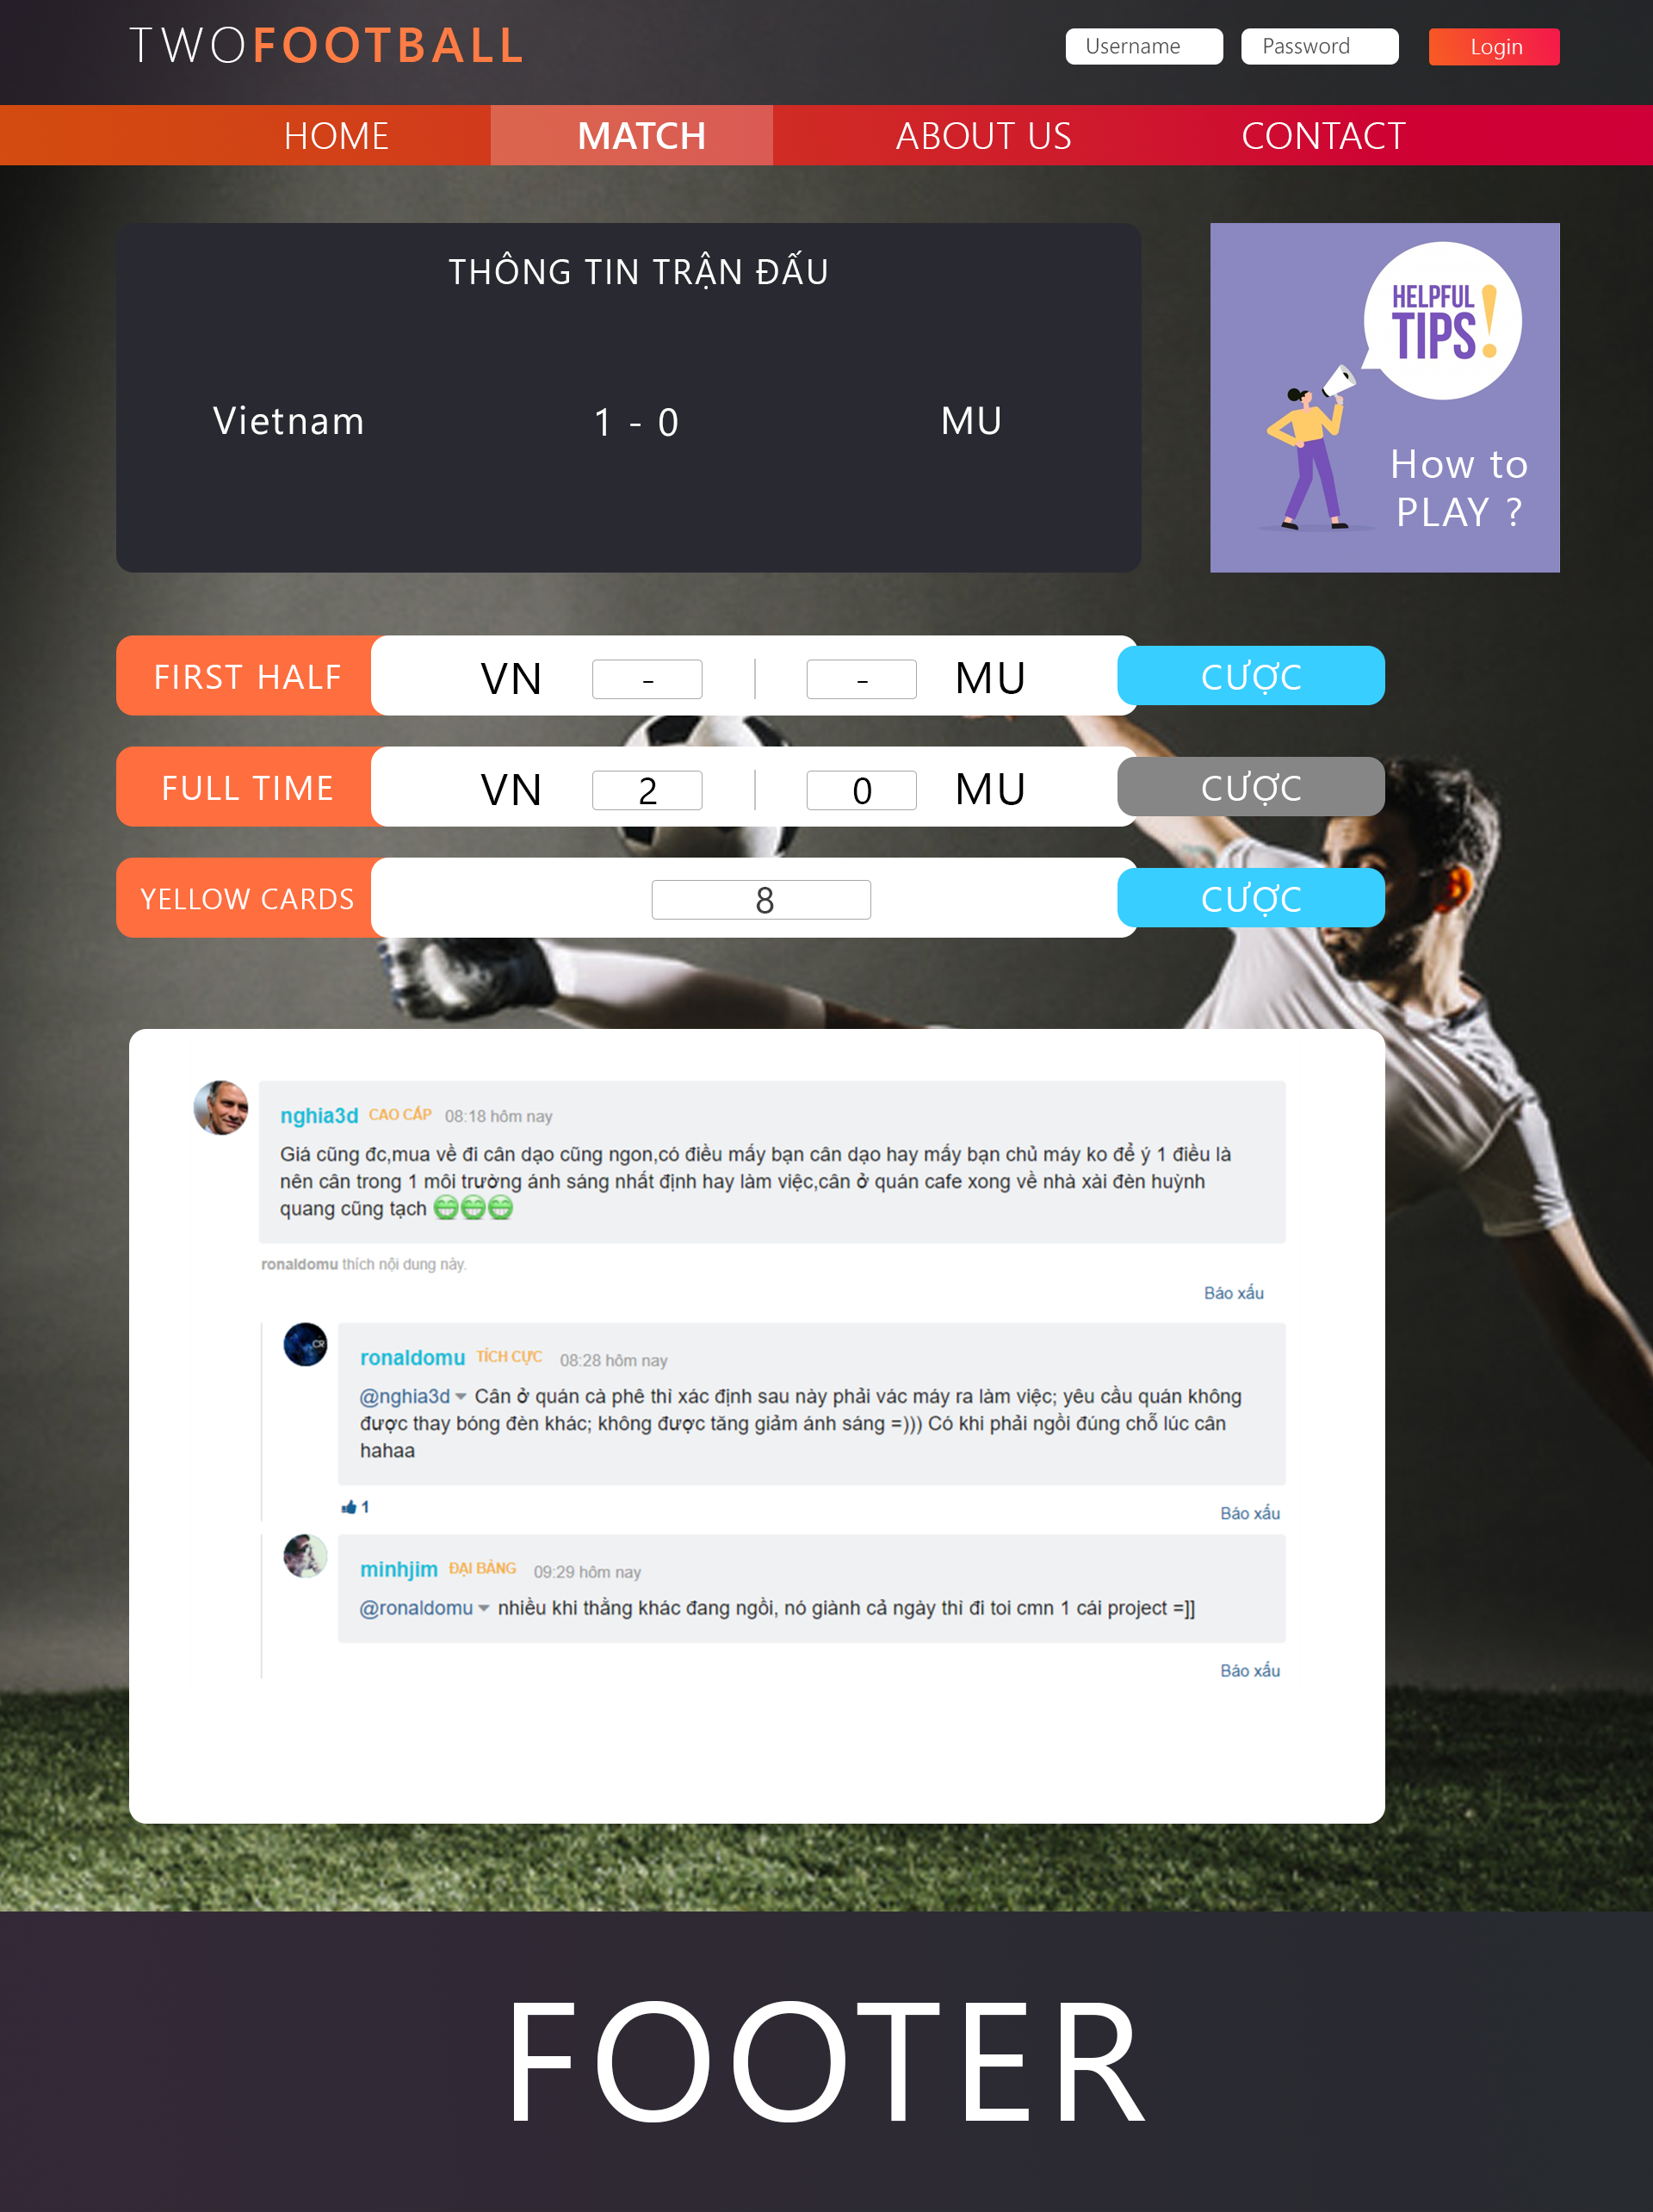 TWOFOOTBALL
Username Password Login
HOME MATCH ABOUT US CONTACT
THÔNG TIN TRẬN ĐẤU
Vietnam 1 - 0 MU
HELPFUL
TIPS!
How to
PLAY ?
FIRST HALF VN - - MU CƯỢC
FULL TIME VN 2 0 MU CƯỢC
YELLOW CARDS 8 CƯỢC
nghia3d CAO CẤP 08:18 hôm nay
Giá cũng đc,mua về đi cân dạo cũng ngon,có điều mấy bạn cân dạo hay mấy bạn chủ máy ko để ý 1 điều là
nên cân trong 1 môi trường ánh sáng nhất định hay làm việc,cân ở quán cafe xong về nhà xài đèn huỳnh
quang cũng tạch
ronaldomu thích nội dung này.
Báo xấu
ronaldomu TÍCH CỰC 08:28 hôm nay
@nghia3d Cân ở quán cà phê thì xác định sau này phải vác máy ra làm việc; yêu cầu quán không
được thay bóng đèn khác; không được tăng giảm ánh sáng =))) Có khi phải ngồi đúng chỗ lúc cân
hahaa
1
Báo xấu
minhjim ĐẠI BÀNG 09:29 hôm nay
@ronaldomu nhiều khi thằng khác đang ngồi, nó giành cả ngày thì đi toi cmn 1 cái project =]]
Báo xấu
FOOTER